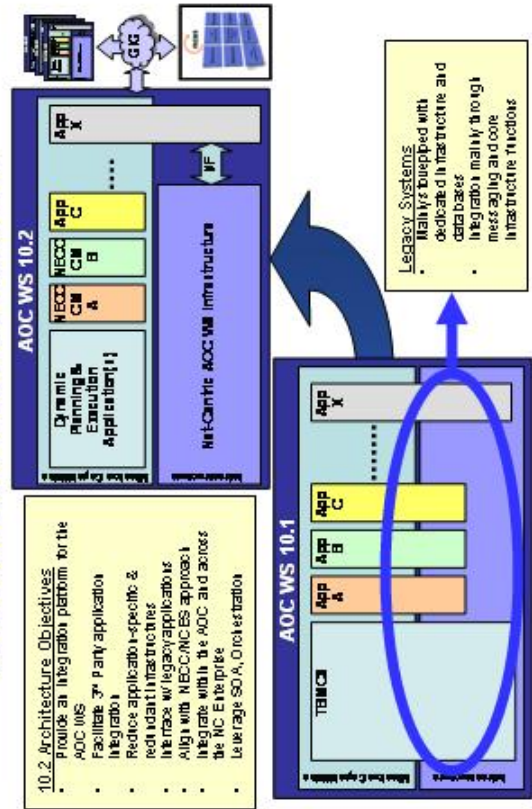 10.2 Architecture Objectives
• Provide an integration platform for the
AOC WS
• Facilitate 3rd Party application
integration
• Reduce application-specific &
redundant infrastructures
• Interface w/ legacy applications
• Align with NECC/NCES approach
• Integrate within the AOC and across
the NC Enterprise
• Leverage SOA, Orchestration
AOC WS 10.2
Dynamic
Planning &
Execution
Application(s)
NECC
CM
A
NECC
CM
B
App
C
....
App
X
I/F
Net-Centric AOC WS Infrastructure
GIG
AOC WS 10.1
TBMCS
App
A
App
B
App
C
.......
App
X
Legacy Systems
• Mainly stovepiped with
dedicated infrastructure and
databases
• Integration mainly through
messaging and core
infrastructure functions